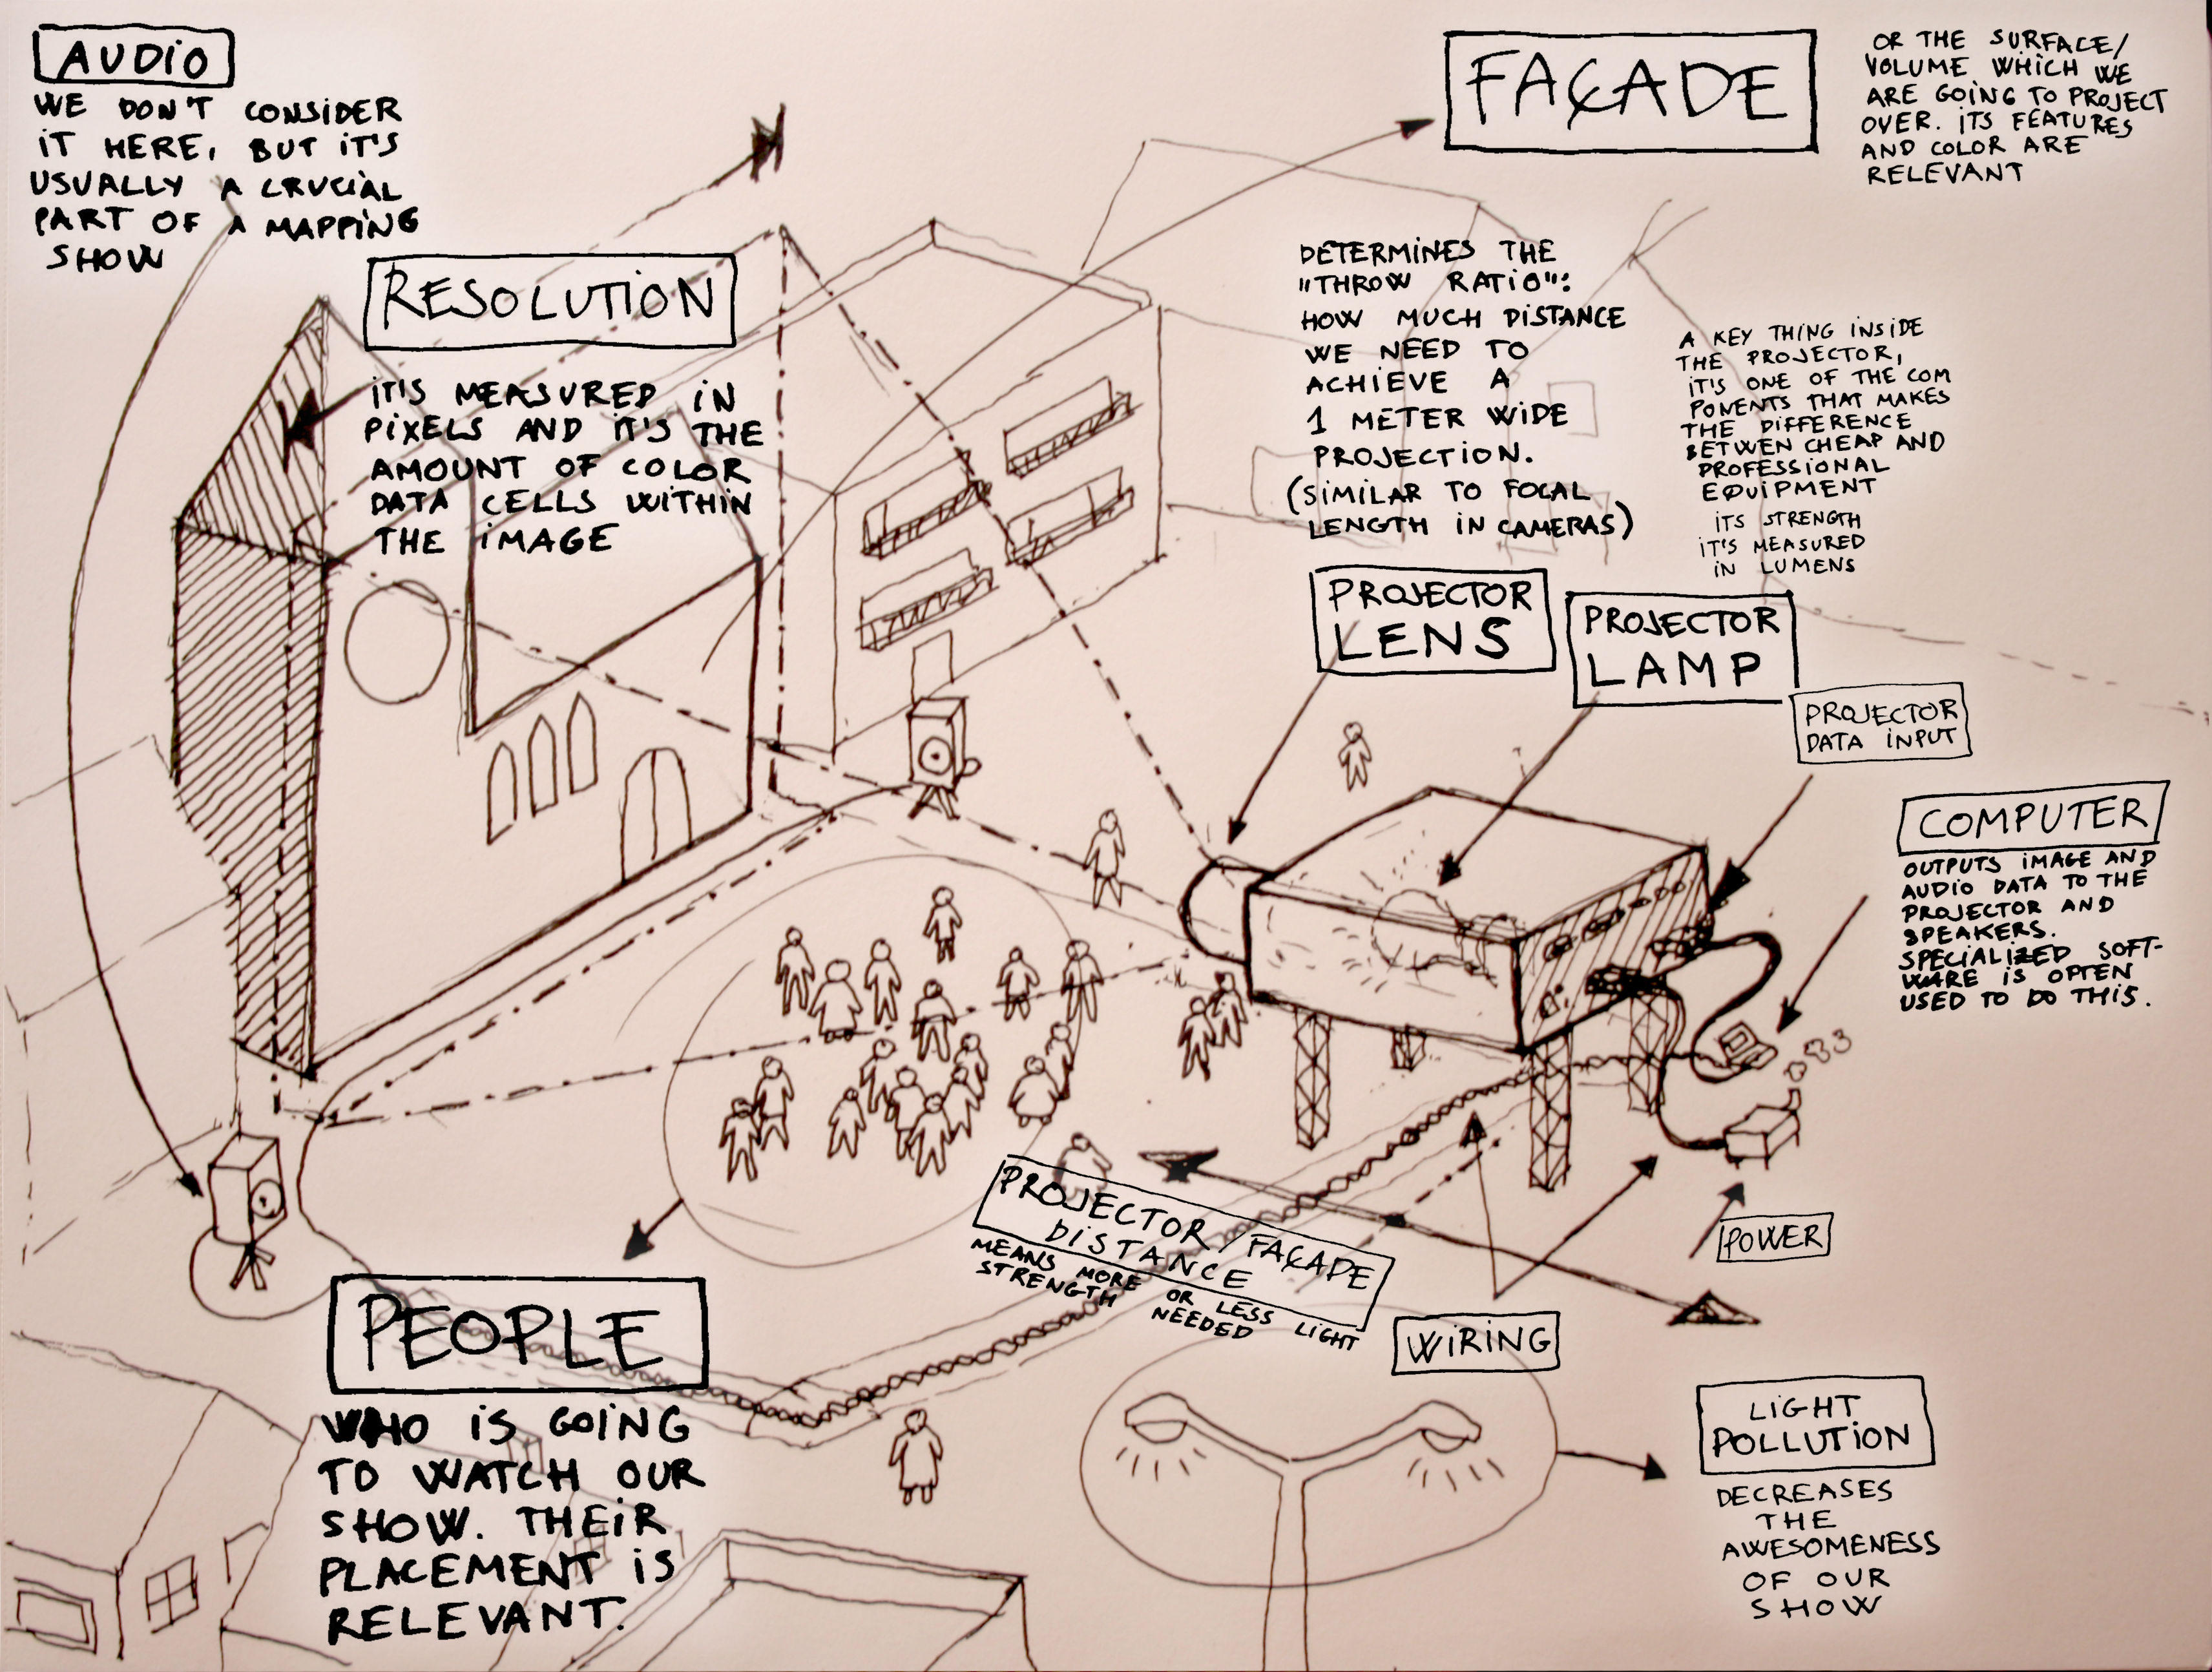 AUDIO
WE DON'T CONSIDER
IT HERE, BUT IT'S
USUALLY A CRUCIAL
PART OF A MAPPING
SHOW
FAÇADE
OR THE SURFACE/
VOLUME WHICH WE
ARE GOING TO PROJECT
OVER. ITS FEATURES
AND COLOR ARE
RELEVANT
RESOLUTION
IT'S MEASURED IN
PIXELS AND IT'S THE
AMOUNT OF COLOR
DATA CELLS WITHIN
THE IMAGE
DETERMINES THE
"THROW RATIO":
HOW MUCH DISTANCE
WE NEED TO
ACHIEVE A
1 METER WIDE
PROJECTION.
(SIMILAR TO FOCAL
LENGTH IN CAMERAS)
PROJECTOR
LENS
A KEY THING INSIDE
THE PROJECTOR,
IT'S ONE OF THE COM
PONENTS THAT MAKES
THE DIFFERENCE
BETWEN CHEAP AND
PROFESSIONAL
EQUIPMENT
ITS STRENGTH
IT'S MEASURED
IN LUMENS
PROJECTOR
LAMP
PROJECTOR
DATA INPUT
COMPUTER
OUTPUTS IMAGE AND
AUDIO DATA TO THE
PROJECTOR AND
SPEAKERS.
SPECIALIZED SOFT-
WARE IS OFTEN
USED TO DO THIS.
PROJECTOR/FAÇADE
DISTANCE
MEANS MORE OR LESS LIGHT
STRENGTH NEEDED
POWER
WIRING
PEOPLE
WHO IS GOING
TO WATCH OUR
SHOW. THEIR
PLACEMENT IS
RELEVANT.
LIGHT
POLLUTION
DECREASES
THE
AWESOMENESS
OF OUR
SHOW